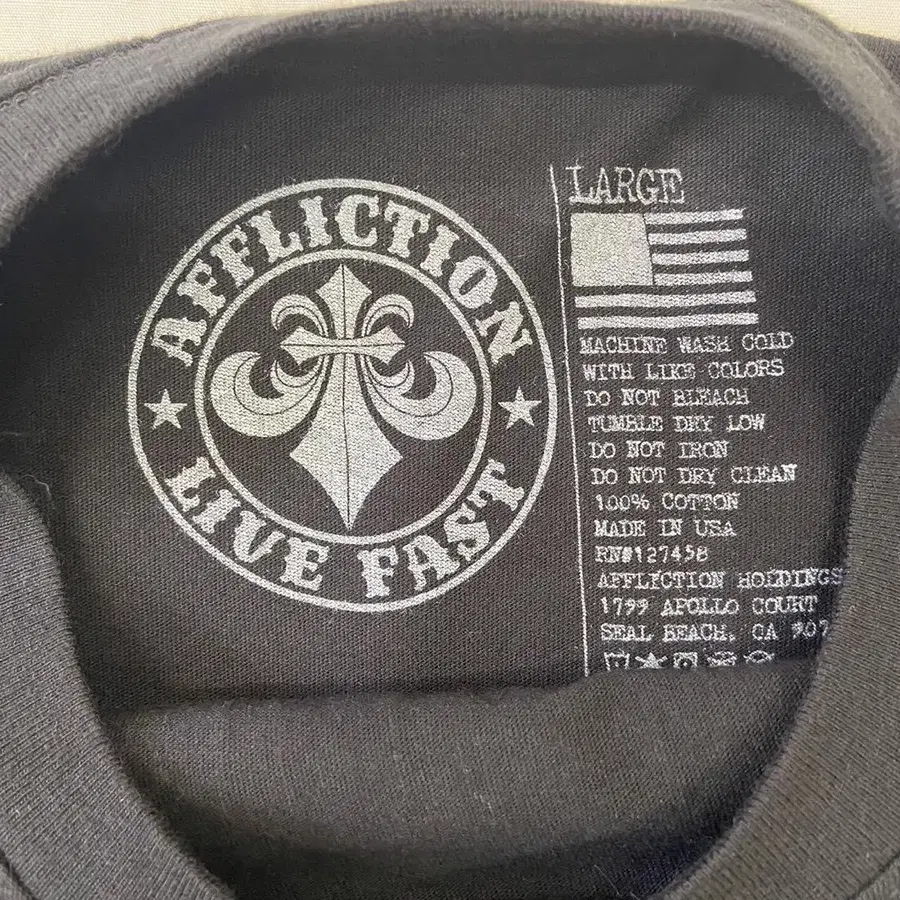 AFFLICTION
LIVE FAST
LARGE
MACHINE WASH COLD
WITH LIKE COLORS
DO NOT BLEACH
TUMBLE DRY LOW
DO NOT IRON
DO NOT DRY CLEAN
100% COTTON
MADE IN USA
RN#127458
AFFLICTION HOLDINGS
1799 APOLLO COURT
SEAL BEACH, CA 907